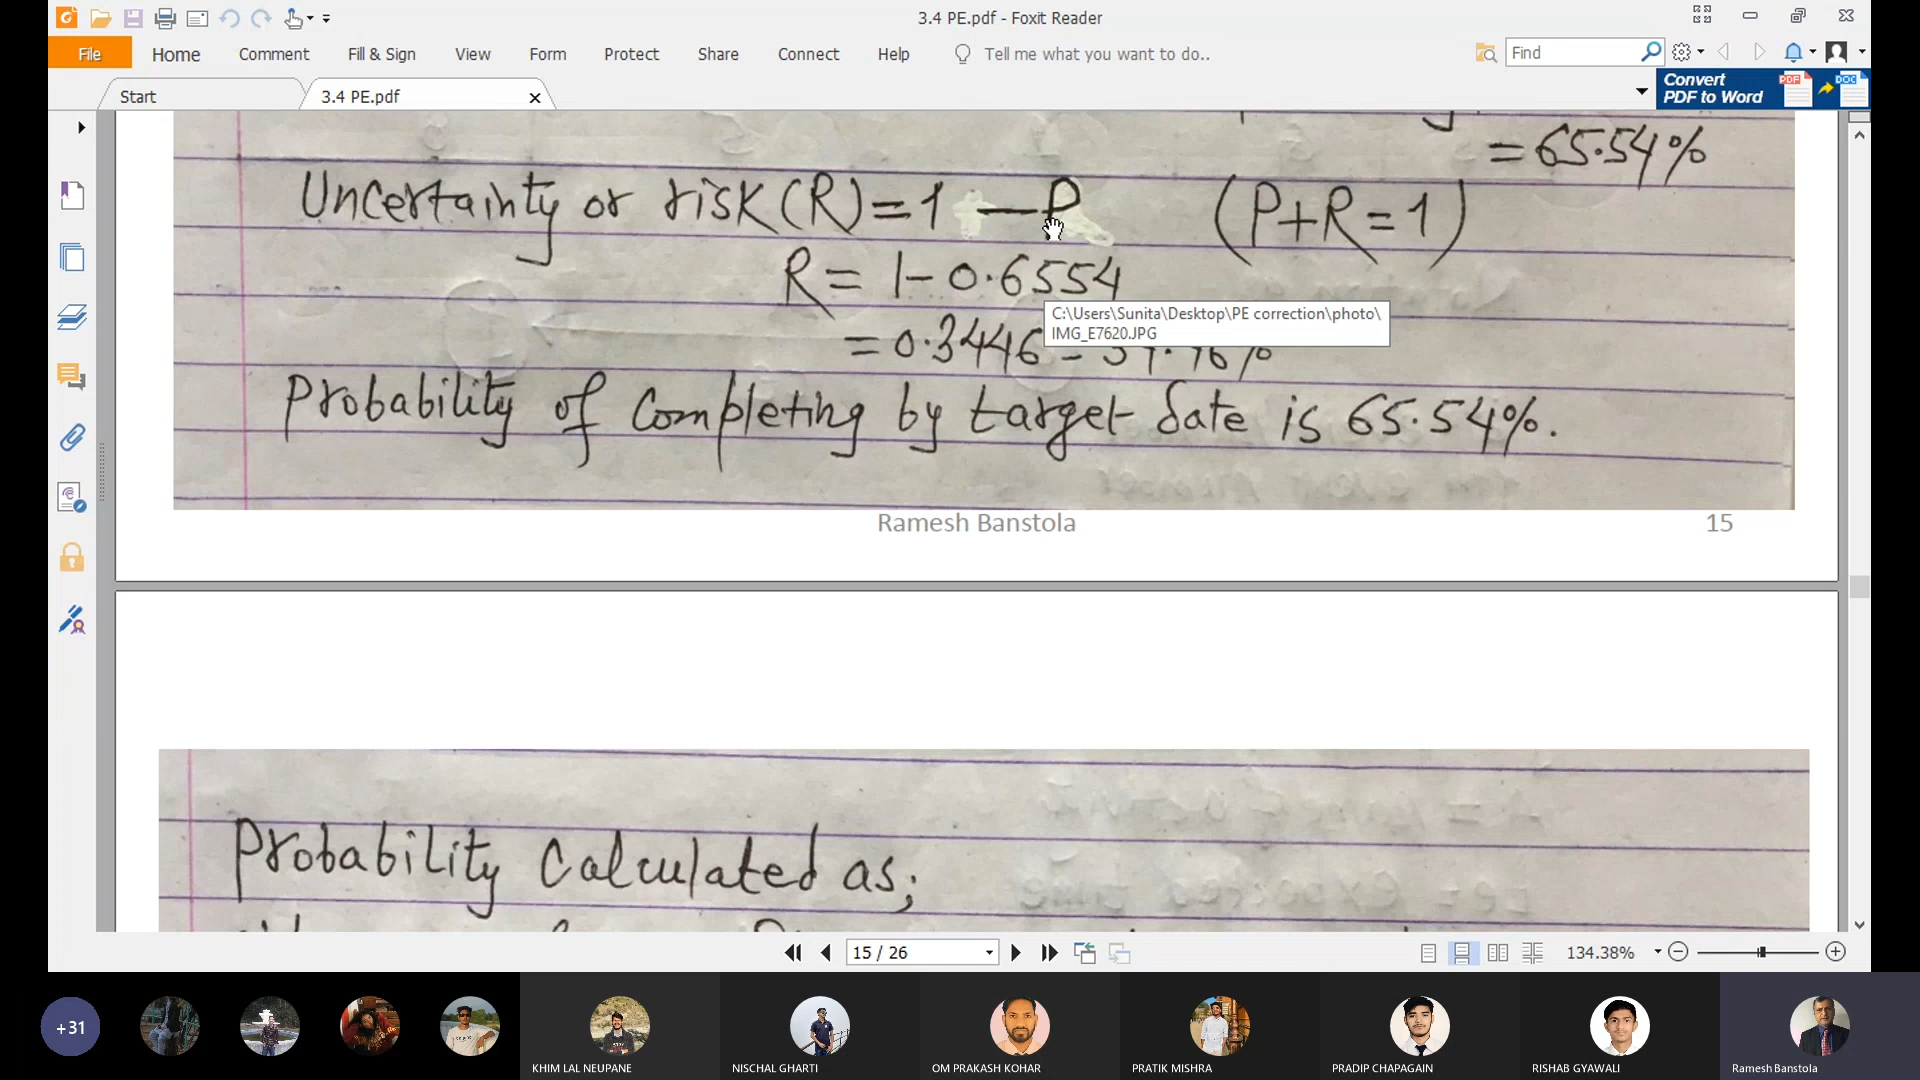 3.4 PE.pdf - Foxit Reader
File Home Comment Fill & Sign View Form Protect Share Connect Help Tell me what you want to do.. Find
Start 3.4 PE.pdf
Convert PDF to Word PDF DOC
= 65.54%
Uncertainty or risk (R) = 1 — P (P+R=1)
R = 1 - 0.6554
C:\Users\Sunita\Desktop\PE correction\photo\
IMG_E7620.JPG
= 0.3446 =
Probability of Completing by target date is 65.54%.
Ramesh Banstola 15
Probability Calculated as;
15 / 26 134.38%
+31
KHIM LAL NEUPANE NISCHAL GHARTI OM PRAKASH KOHAR PRATIK MISHRA PRADIP CHAPAGAIN RISHAB GYAWALI Ramesh Banstola